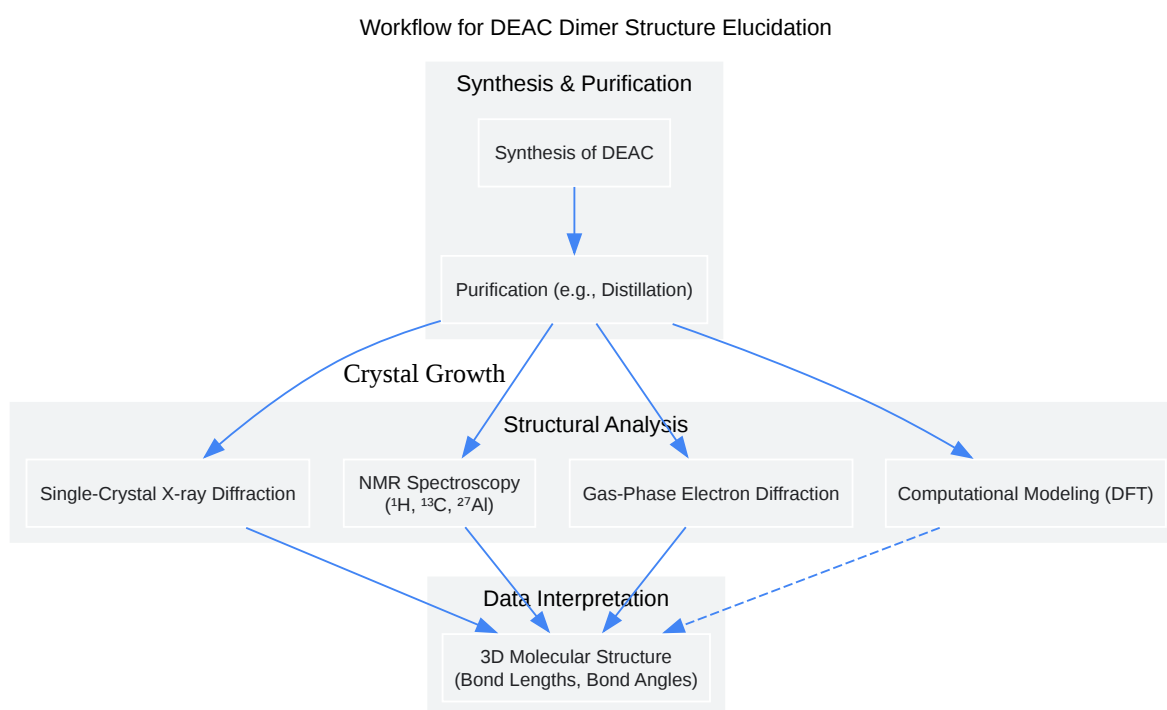 Workflow for DEAC Dimer Structure Elucidation
Synthesis & Purification
Synthesis of DEAC
Purification (e.g., Distillation)
Crystal Growth
Structural Analysis
Single-Crystal X-ray Diffraction
NMR Spectroscopy
(¹H, ¹³C, ²⁷Al)
Gas-Phase Electron Diffraction
Computational Modeling (DFT)
Data Interpretation
3D Molecular Structure
(Bond Lengths, Bond Angles)